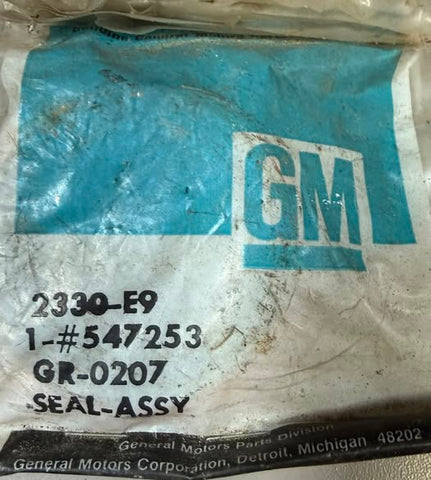 GM
2330-E9
1-#547253
GR-0207
SEAL-ASSY
General Motors Parts Division
General Motors Corporation, Detroit, Michigan 48202